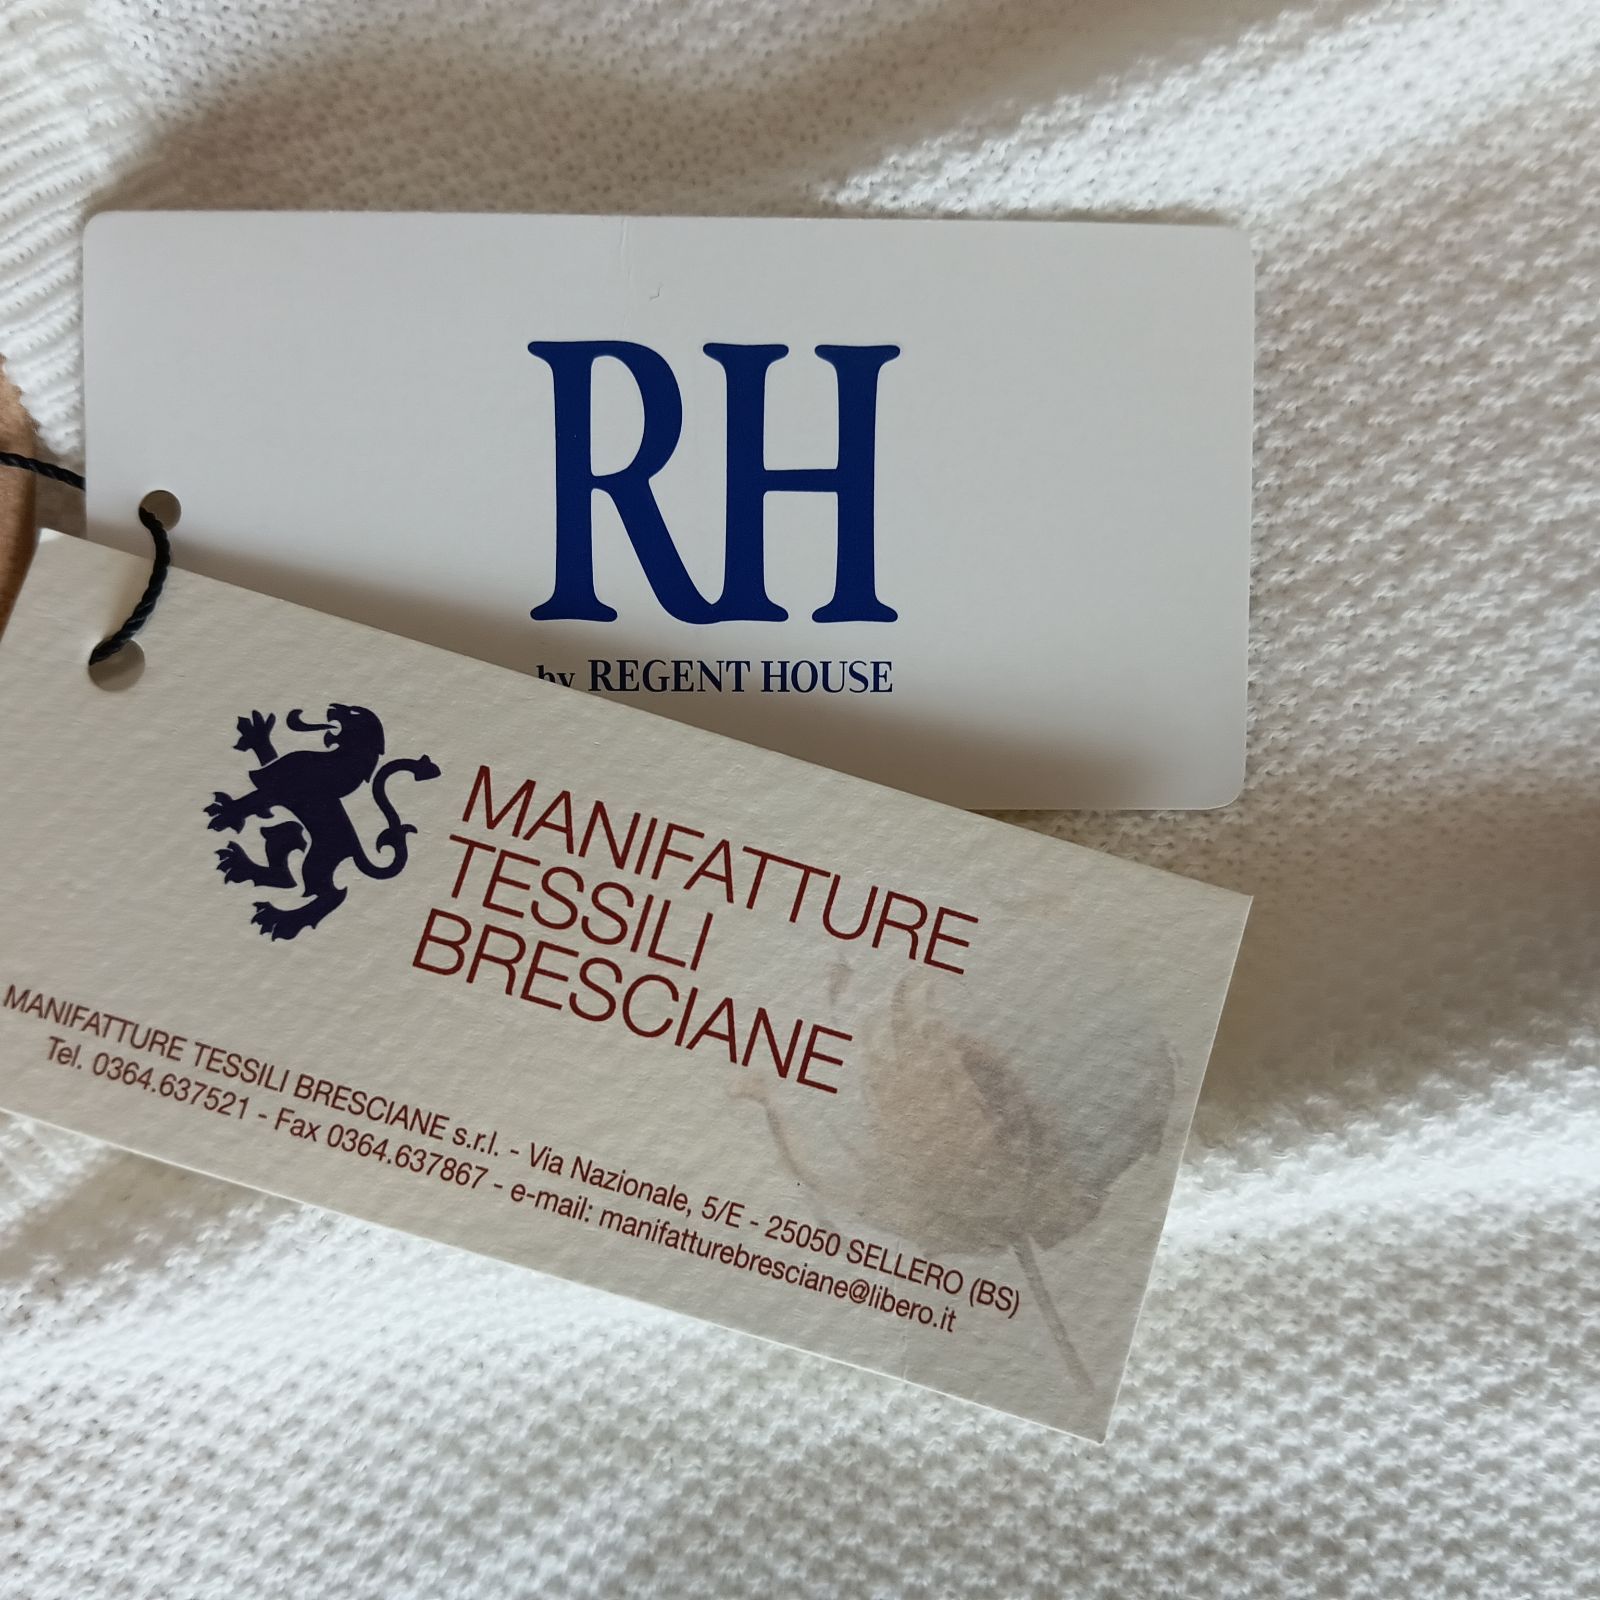 RH
by REGENT HOUSE
MANIFATTURE
TESSILI
BRESCIANE
MANIFATTURE TESSILI BRESCIANE s.r.l. - Via Nazionale, 5/E - 25050 SELLERO (BS)
Tel. 0364.637521 - Fax 0364.637867 - e-mail: manifatturebresciane@libero.it